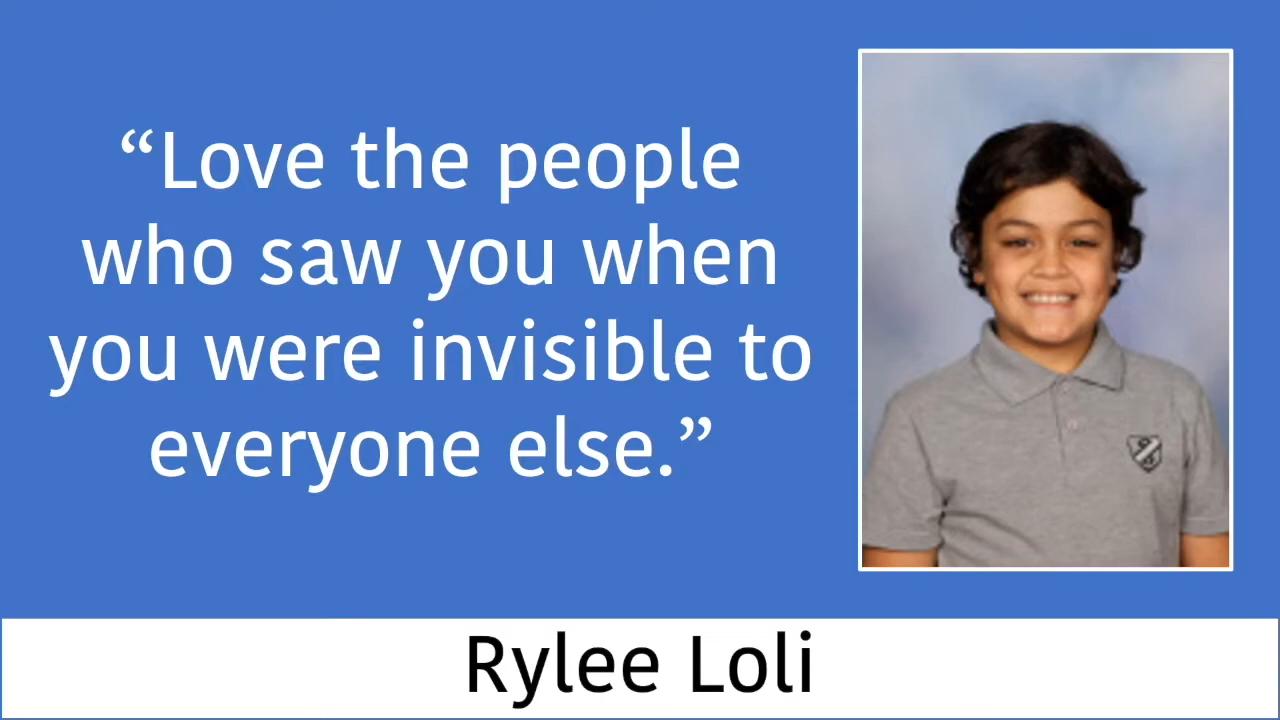 “Love the people
who saw you when
you were invisible to
everyone else.”
Rylee Loli